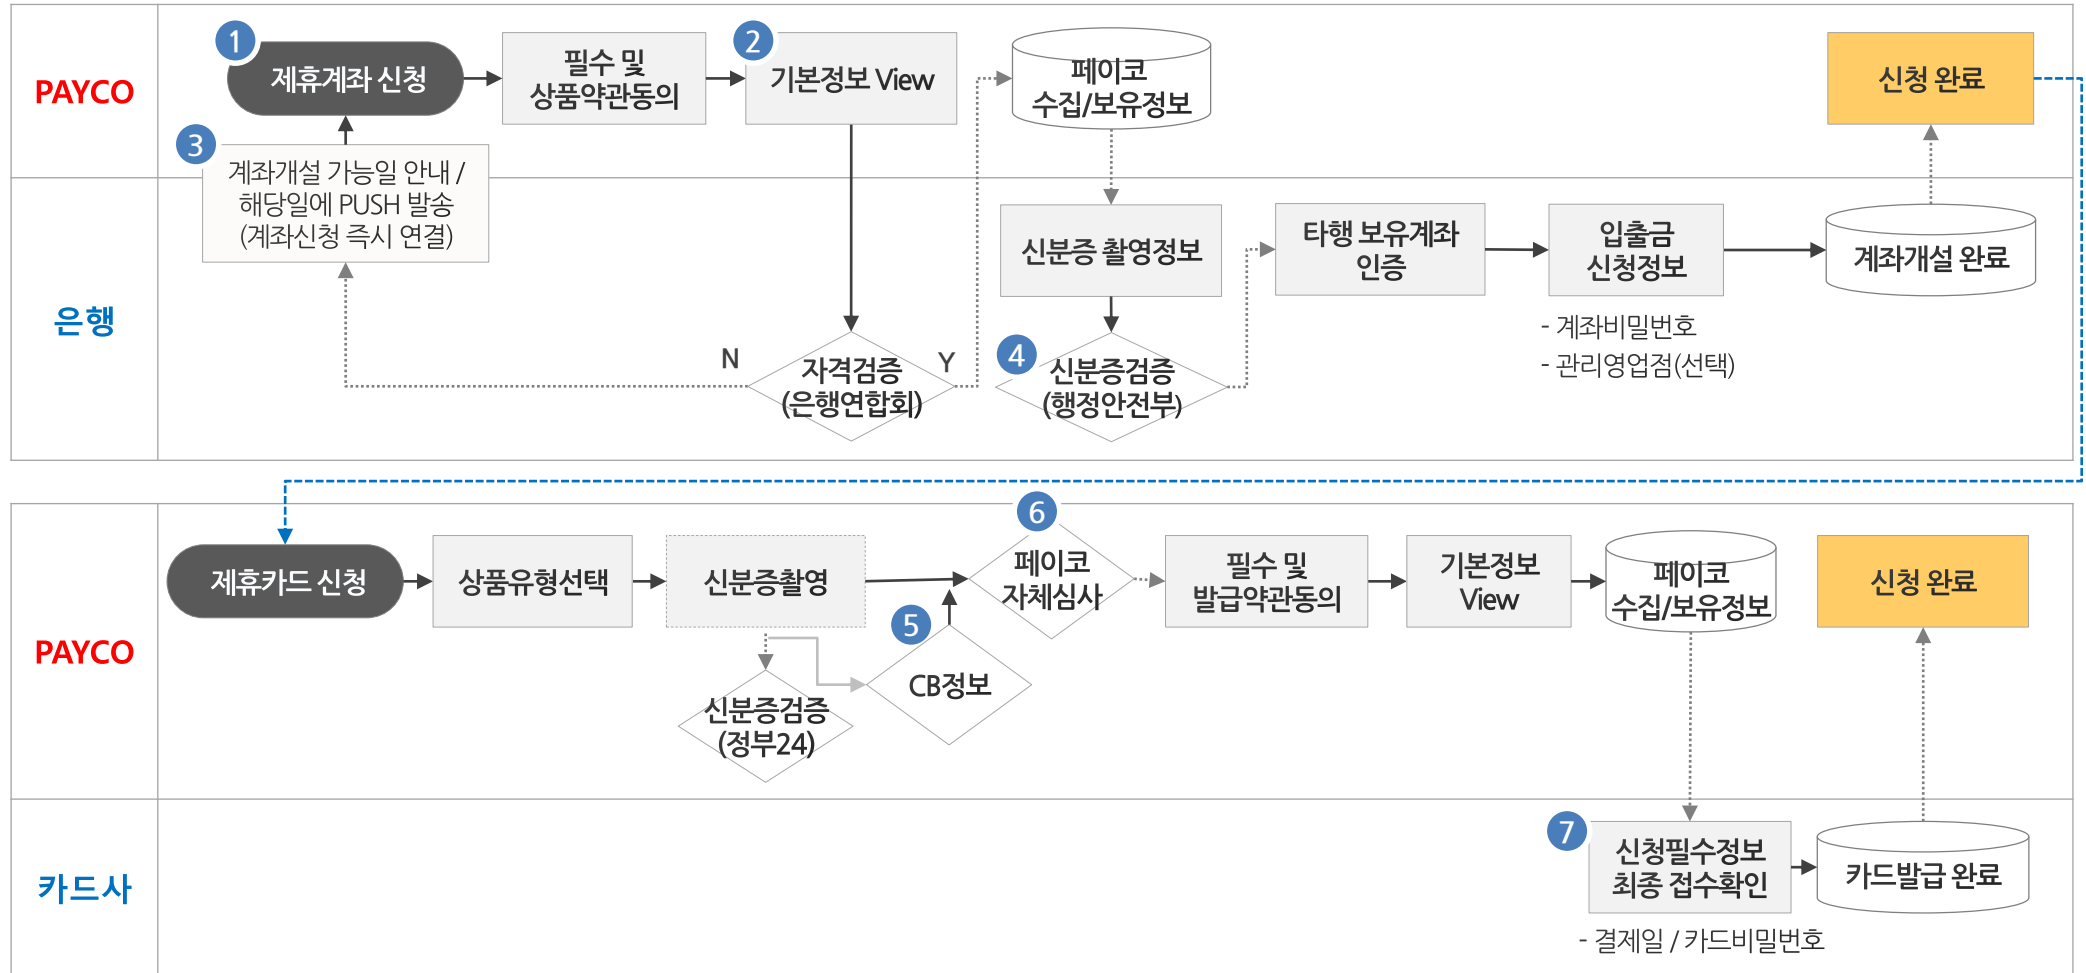 PAYCO
1
제휴계좌 신청
필수 및
상품약관동의
2
기본정보 View
페이코
수집/보유정보
신청 완료
3
계좌개설 가능일 안내 /
해당일에 PUSH 발송
(계좌신청 즉시 연결)
은행
신분증 촬영정보
타행 보유계좌
인증
입출금
신청정보
계좌개설 완료
- 계좌비밀번호
- 관리영업점(선택)
N
자격검증
(은행연합회)
Y
4
신분증검증
(행정안전부)
PAYCO
제휴카드 신청
상품유형선택
신분증촬영
6
페이코
자체심사
필수 및
발급약관동의
기본정보
View
페이코
수집/보유정보
신청 완료
5
CB정보
신분증검증
(정부24)
카드사
7
신청필수정보
최종 접수확인
카드발급 완료
- 결제일 / 카드비밀번호